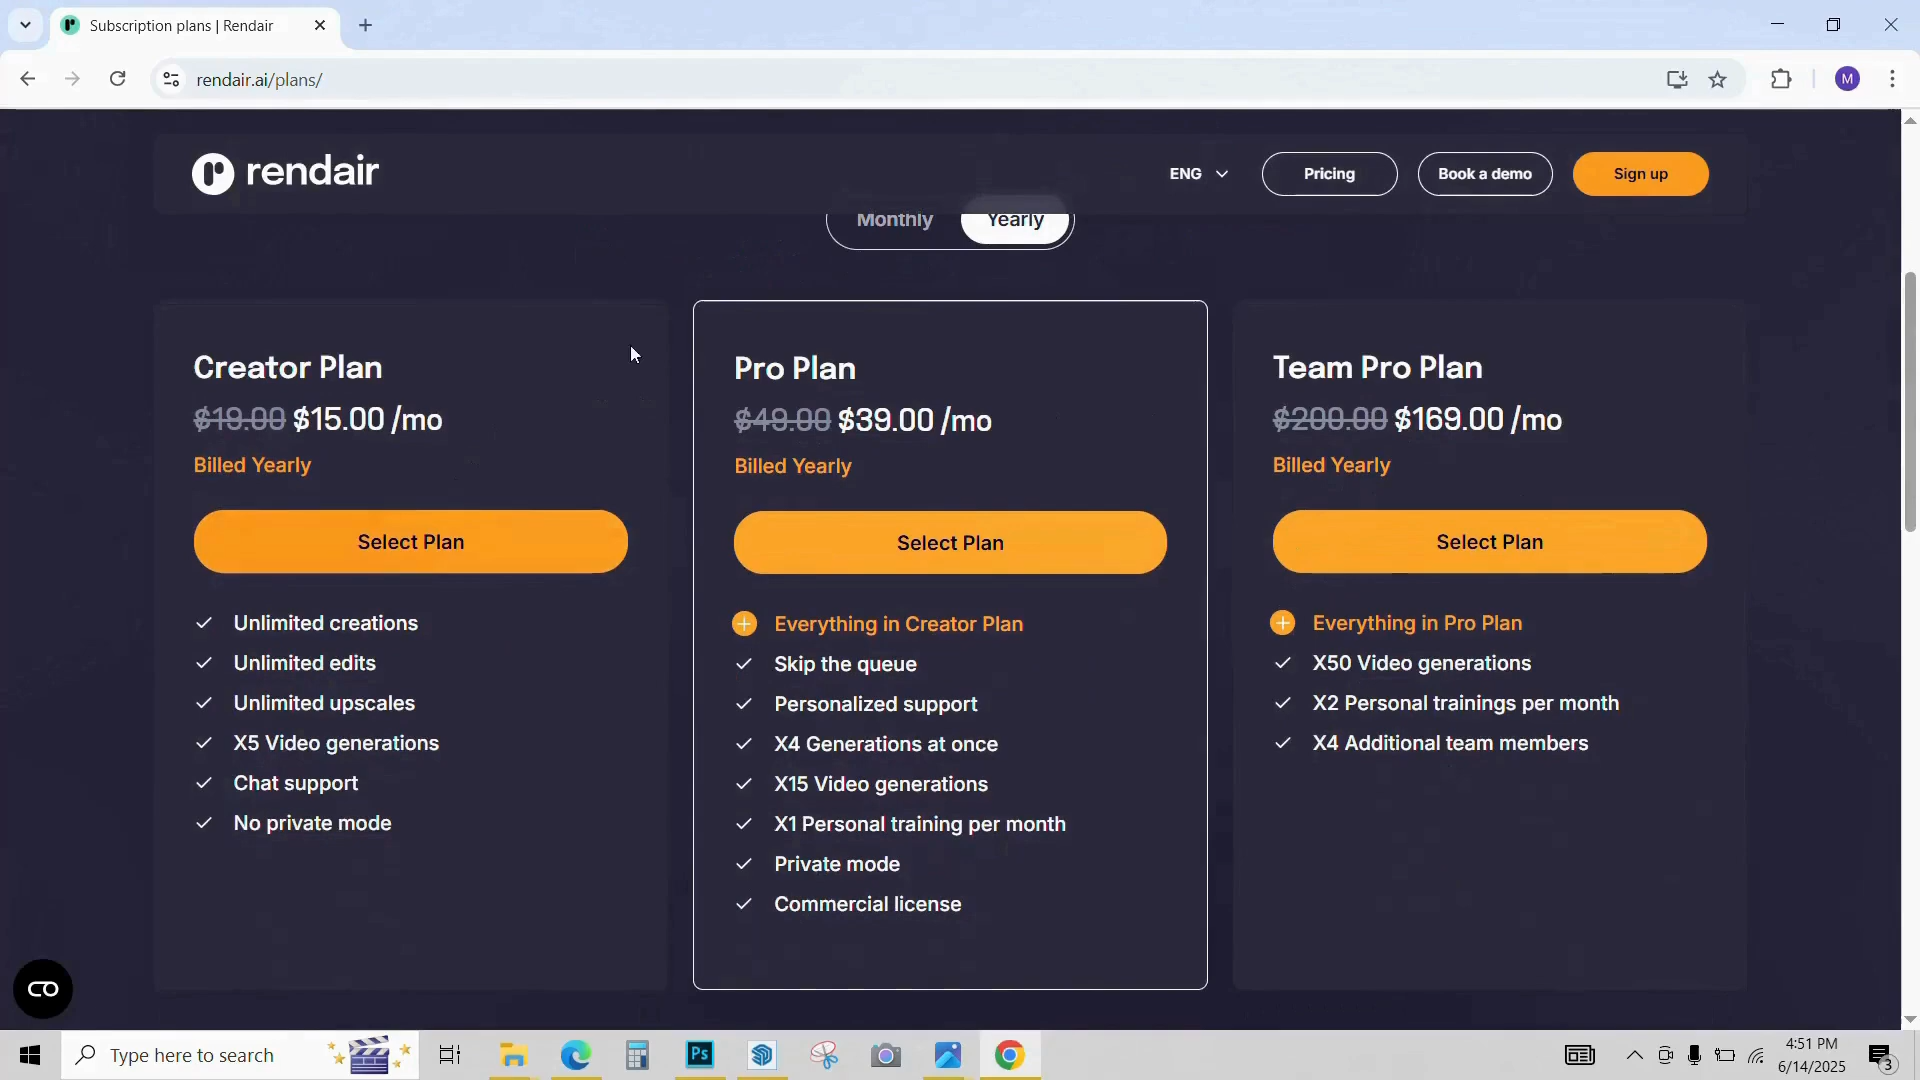 Subscription plans | Rendair
rendair.ai/plans/
M
rendair
ENG
Pricing
Book a demo
Sign up
Monthly
Yearly
Creator Plan
$19.00 $15.00 /mo
Billed Yearly
Select Plan
Unlimited creations
Unlimited edits
Unlimited upscales
X5 Video generations
Chat support
No private mode
Pro Plan
$49.00 $39.00 /mo
Billed Yearly
Select Plan
Everything in Creator Plan
Skip the queue
Personalized support
X4 Generations at once
X15 Video generations
X1 Personal training per month
Private mode
Commercial license
Team Pro Plan
$200.00 $169.00 /mo
Billed Yearly
Select Plan
Everything in Pro Plan
X50 Video generations
X2 Personal trainings per month
X4 Additional team members
Type here to search
Ps
4:51 PM
6/14/2025
3